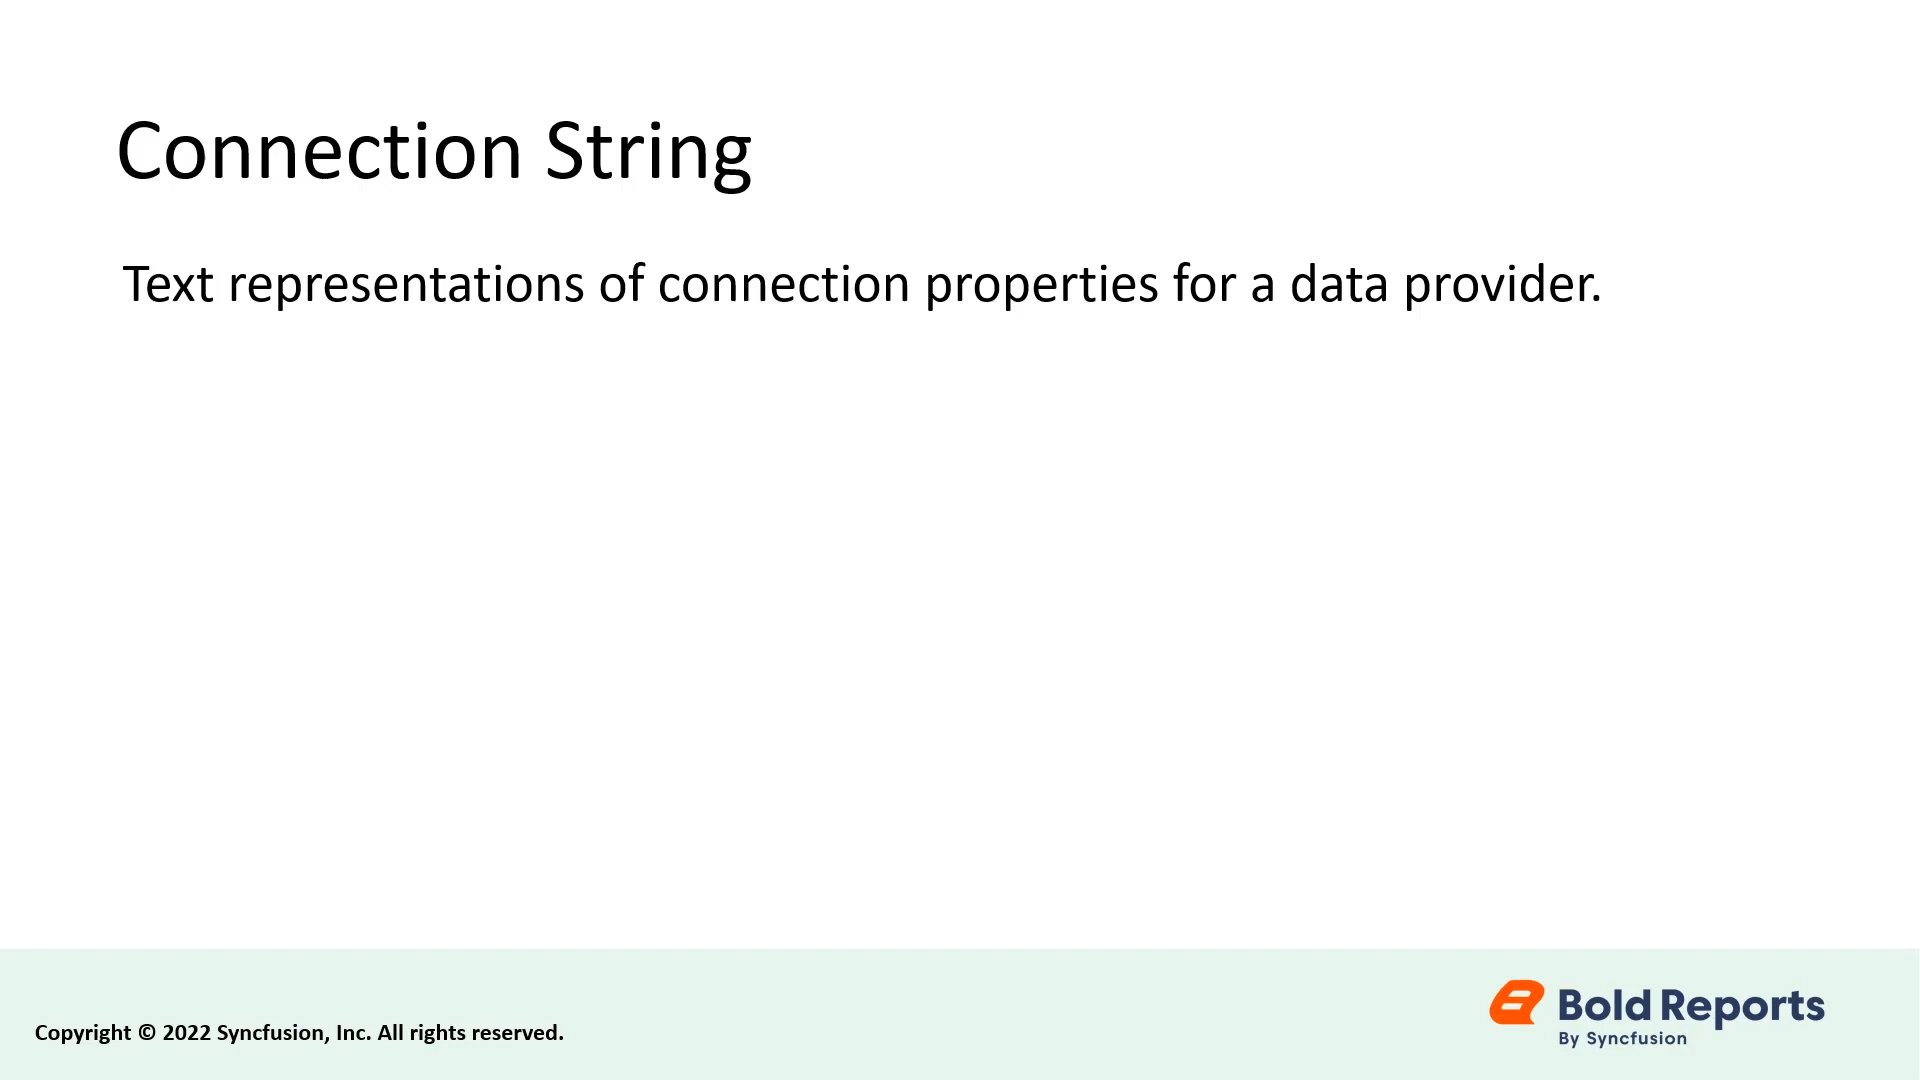 Connection String
Text representations of connection properties for a data provider.
Copyright © 2022 Syncfusion, Inc. All rights reserved.
Bold Reports
By Syncfusion